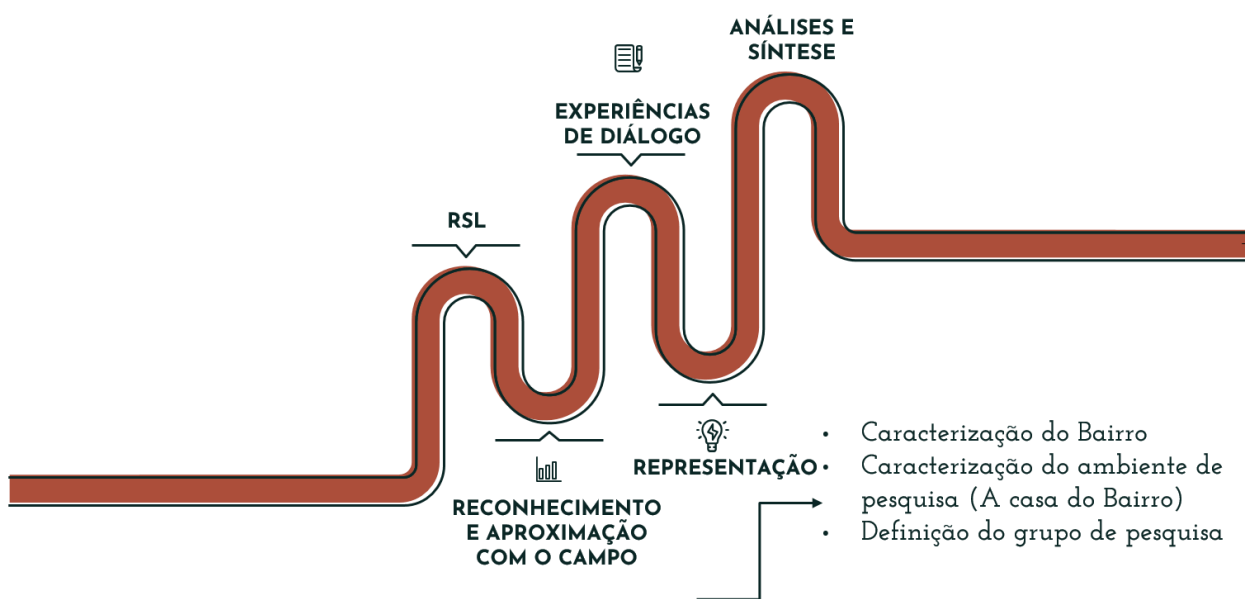 ANÁLISES E
SÍNTESE
EXPERIÊNCIAS
DE DIÁLOGO
RSL
REPRESENTAÇÃO
RECONHECIMENTO
E APROXIMAÇÃO
COM O CAMPO
• Caracterização do Bairro
• Caracterização do ambiente de
pesquisa (A casa do Bairro)
• Definição do grupo de pesquisa